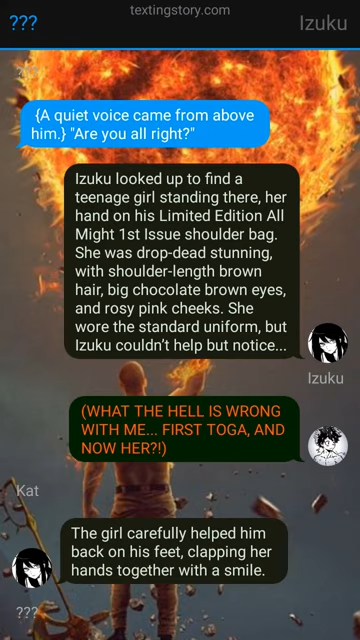 textingstory.com
???
Izuku
???
{A quiet voice came from above
him.} "Are you all right?"
Izuku looked up to find a
teenage girl standing there, her
hand on his Limited Edition All
Might 1st Issue shoulder bag.
She was drop-dead stunning,
with shoulder-length brown
hair, big chocolate brown eyes,
and rosy pink cheeks. She
wore the standard uniform, but
Izuku couldn't help but notice...
Izuku
(WHAT THE HELL IS WRONG
WITH ME... FIRST TOGA, AND
NOW HER?!)
Kat
The girl carefully helped him
back on his feet, clapping her
hands together with a smile.
???